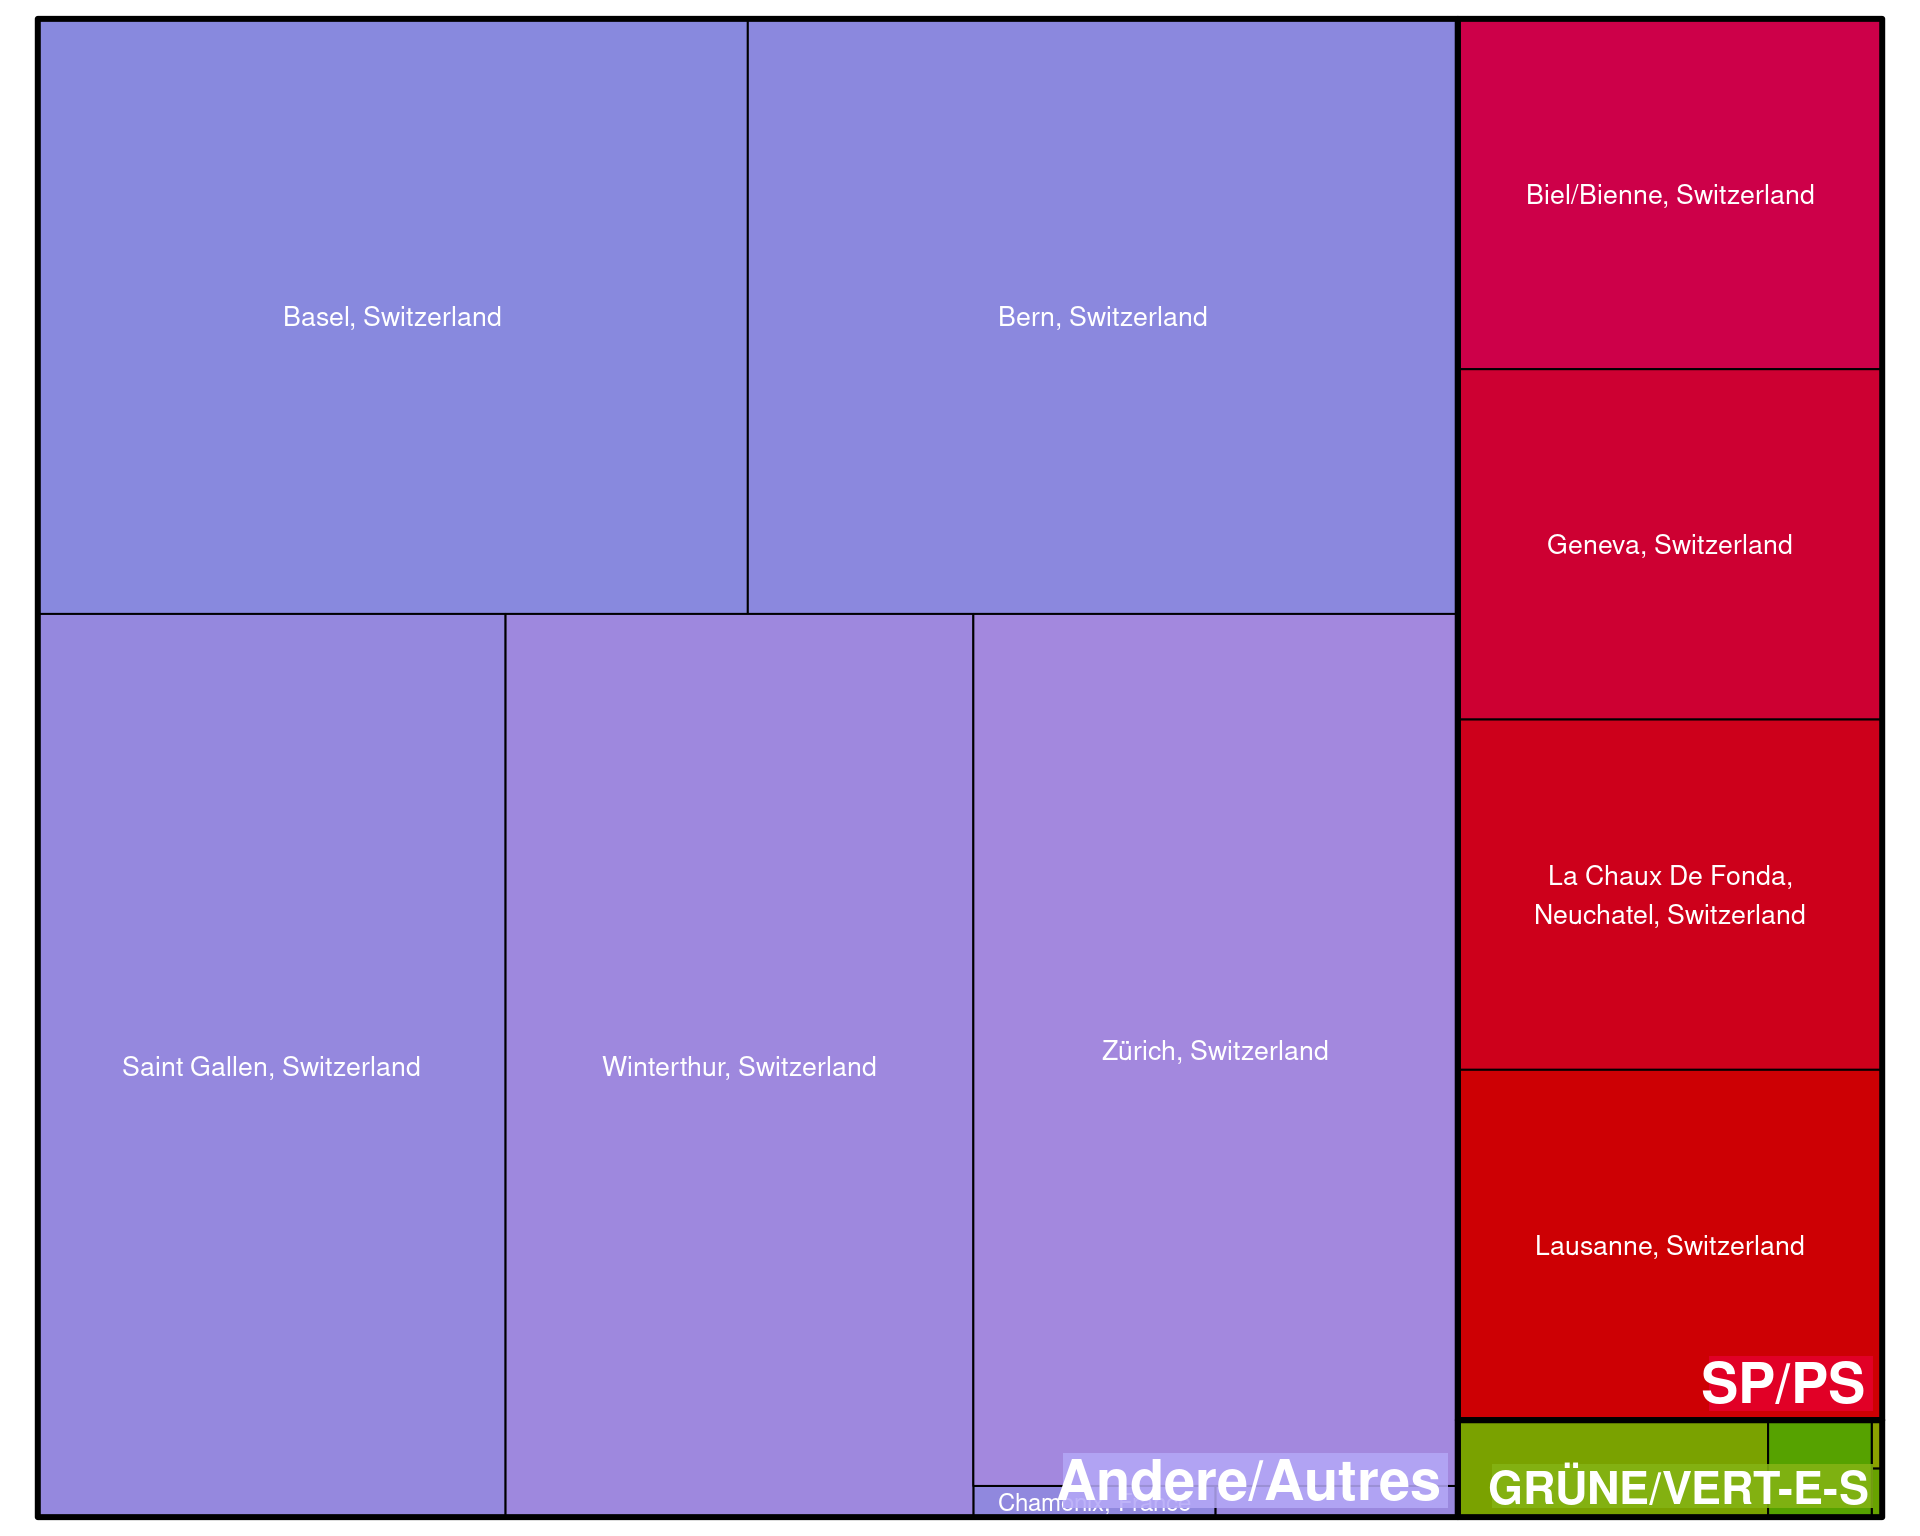 Basel, Switzerland
Bern, Switzerland
Biel/Bienne, Switzerland
Geneva, Switzerland
La Chaux De Fonda,
Neuchatel, Switzerland
Saint Gallen, Switzerland
Winterthur, Switzerland
Zürich, Switzerland
Lausanne, Switzerland
SP/PS
Andere/Autres
GRÜNE/VERT-E-S
Chamonix, France